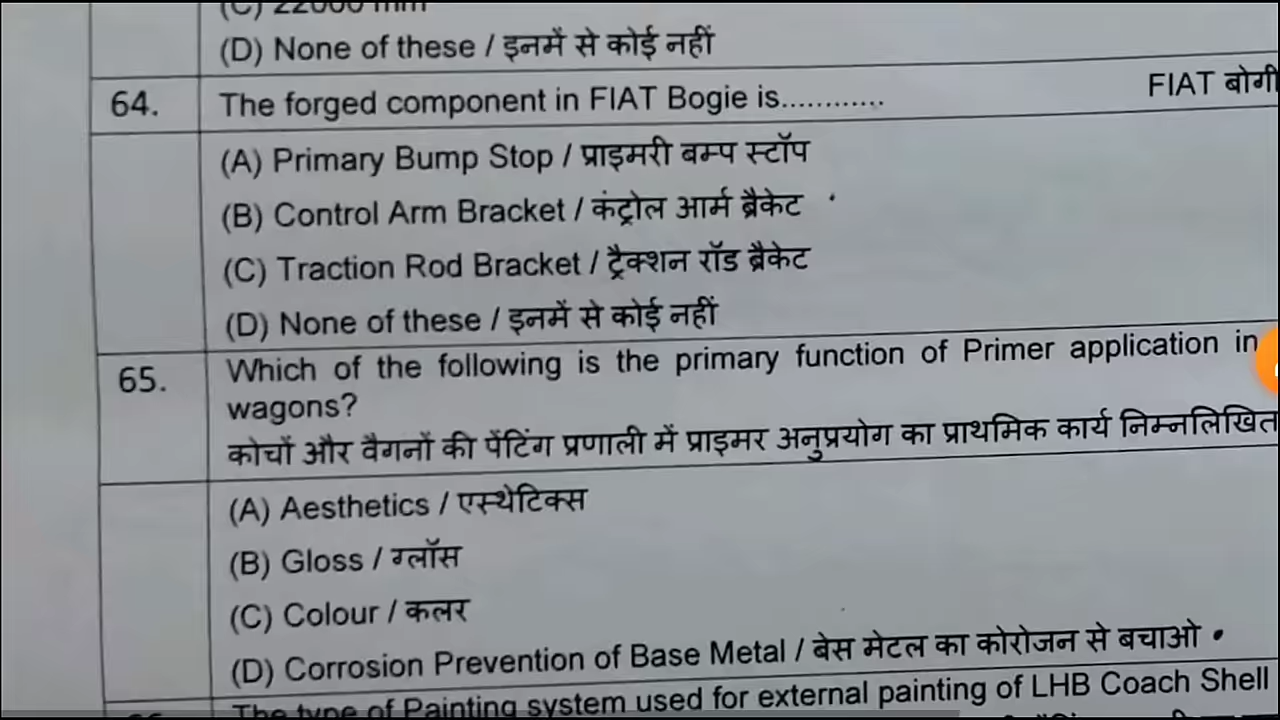 (C) 22000 mm
(D) None of these / इनमें से कोई नहीं
64. The forged component in FIAT Bogie is............ FIAT बोगी
(A) Primary Bump Stop / प्राइमरी बम्प स्टॉप
(B) Control Arm Bracket / कंट्रोल आर्म ब्रैकेट
(C) Traction Rod Bracket / ट्रैक्शन रॉड ब्रैकेट
(D) None of these / इनमें से कोई नहीं
65. Which of the following is the primary function of Primer application in
wagons?
कोचों और वैगनों की पेंटिंग प्रणाली में प्राइमर अनुप्रयोग का प्राथमिक कार्य निम्नलिखित
(A) Aesthetics / एस्थेटिक्स
(B) Gloss / ग्लॉस
(C) Colour / कलर
(D) Corrosion Prevention of Base Metal / बेस मेटल का कोरोजन से बचाओ
The type of Painting system used for external painting of LHB Coach Shell